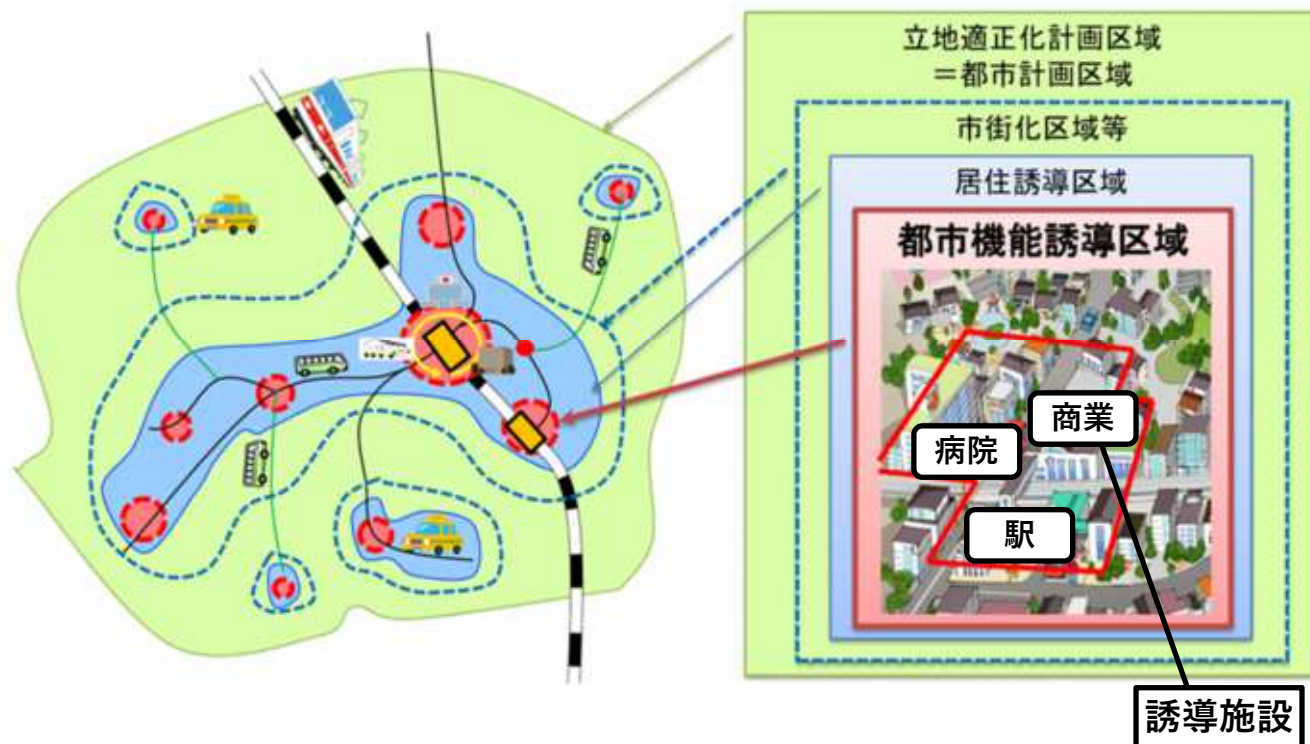 立地適正化計画区域
＝都市計画区域
市街化区域等
居住誘導区域
都市機能誘導区域
商業
病院
駅
誘導施設